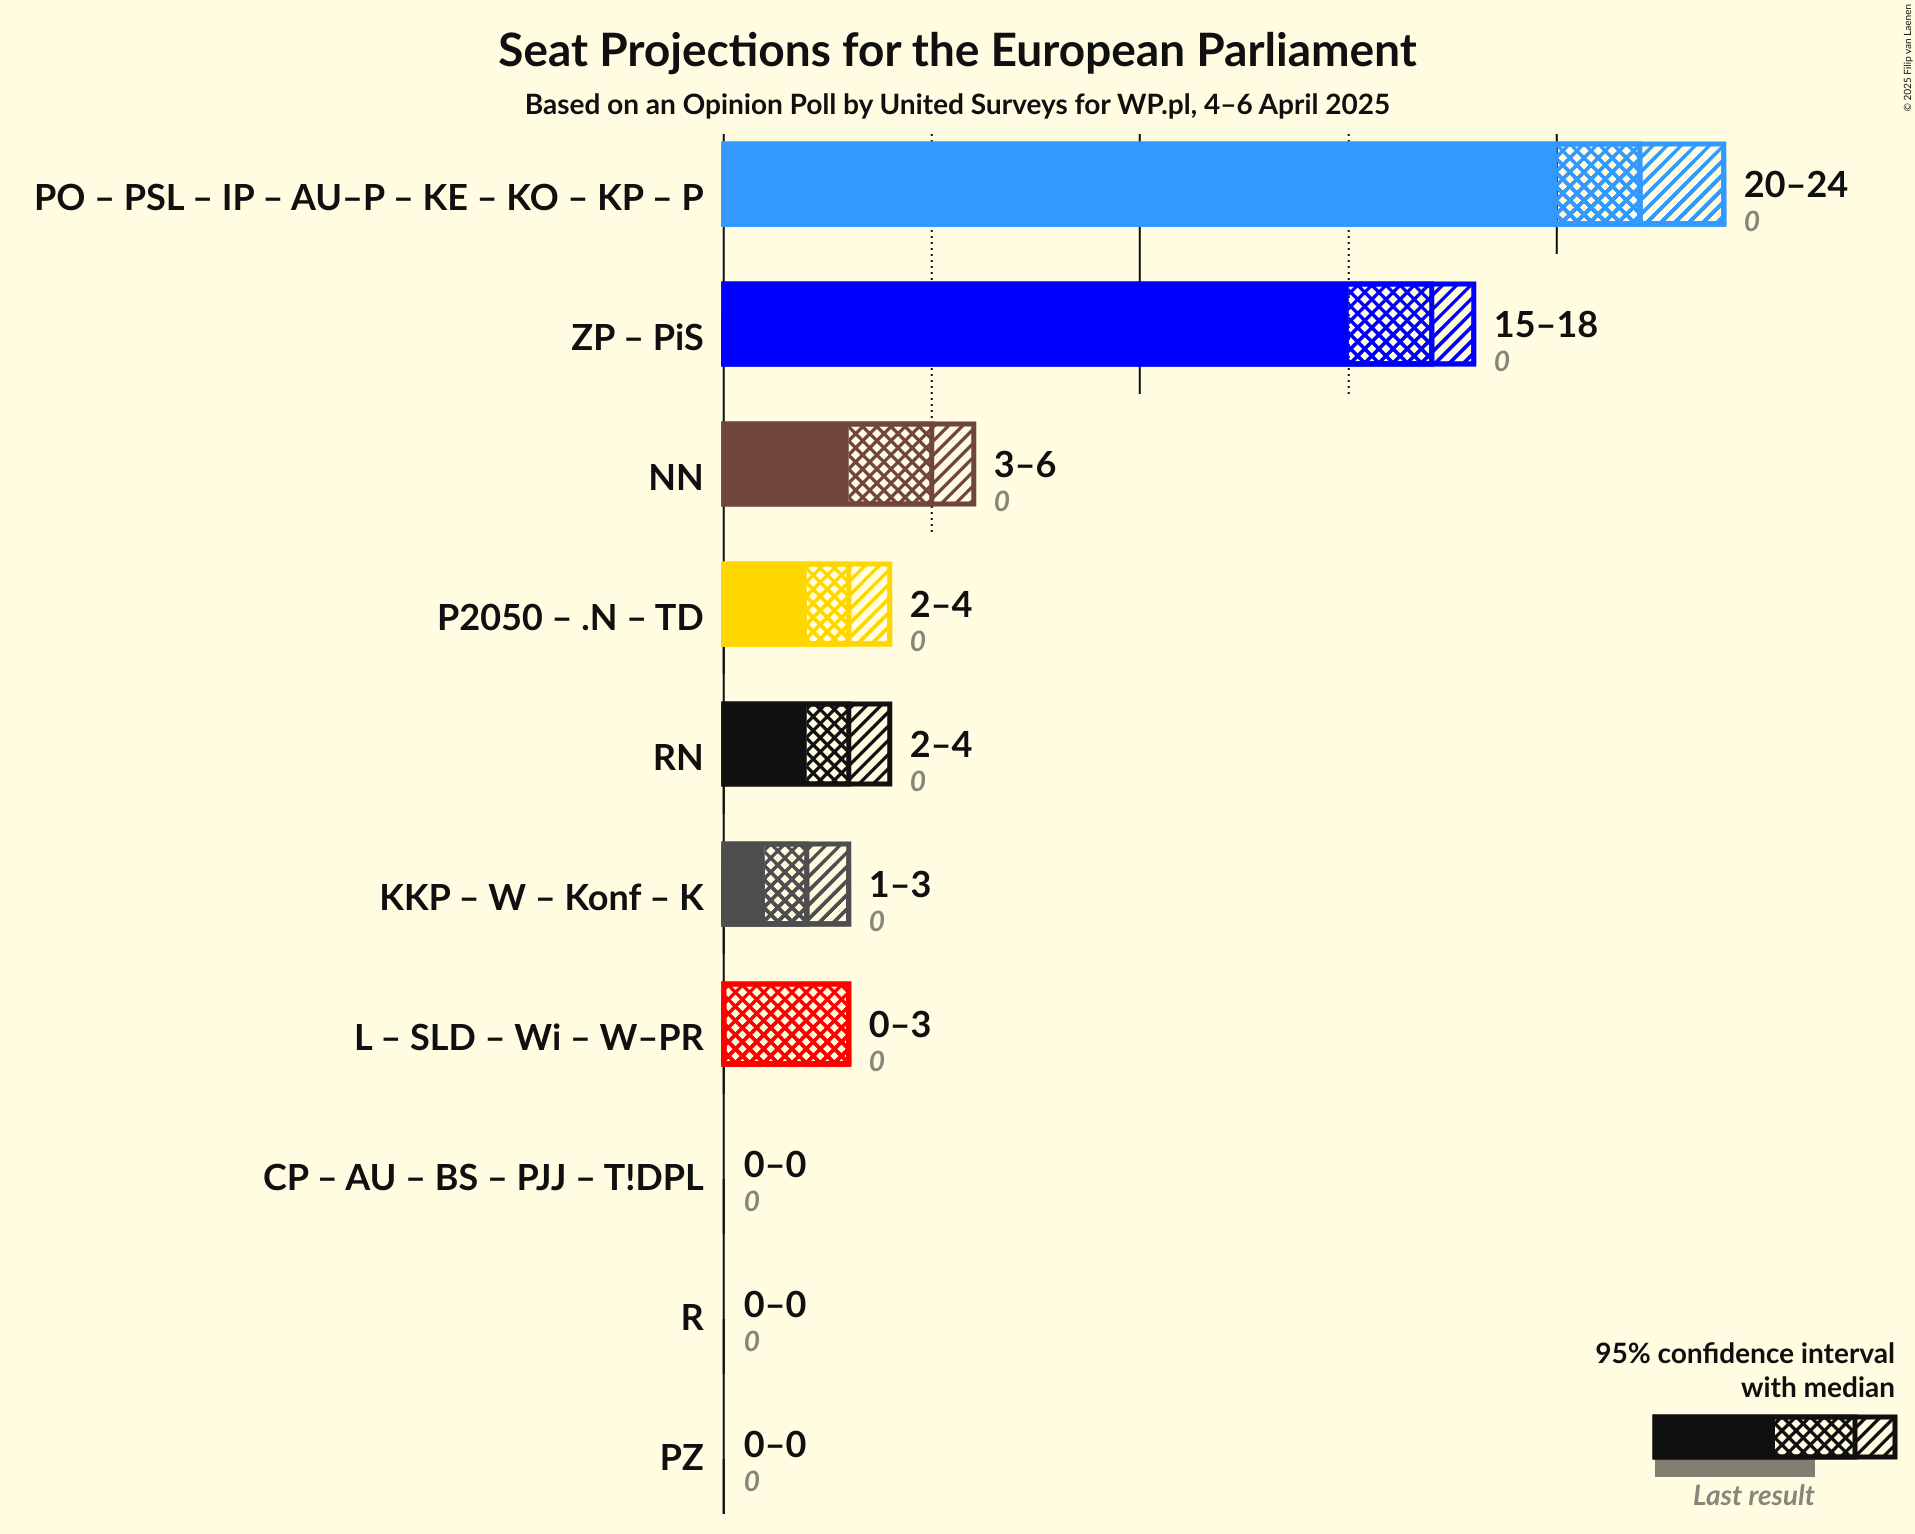 Seat Projections for the European Parliament
Based on an Opinion Poll by United Surveys for WP.pl, 4–6 April 2025
© 2025 Filip van Laenen
PO – PSL – IP – AU–P – KE – KO – KP – P
20–24
0
ZP – PiS
15–18
0
NN
3–6
0
P2050 – .N – TD
2–4
0
RN
2–4
0
KKP – W – Konf – K
1–3
0
L – SLD – Wi – W–PR
0–3
0
CP – AU – BS – PJJ – T!DPL
0–0
0
R
0–0
0
PZ
0–0
0
95% confidence interval
with median
Last result